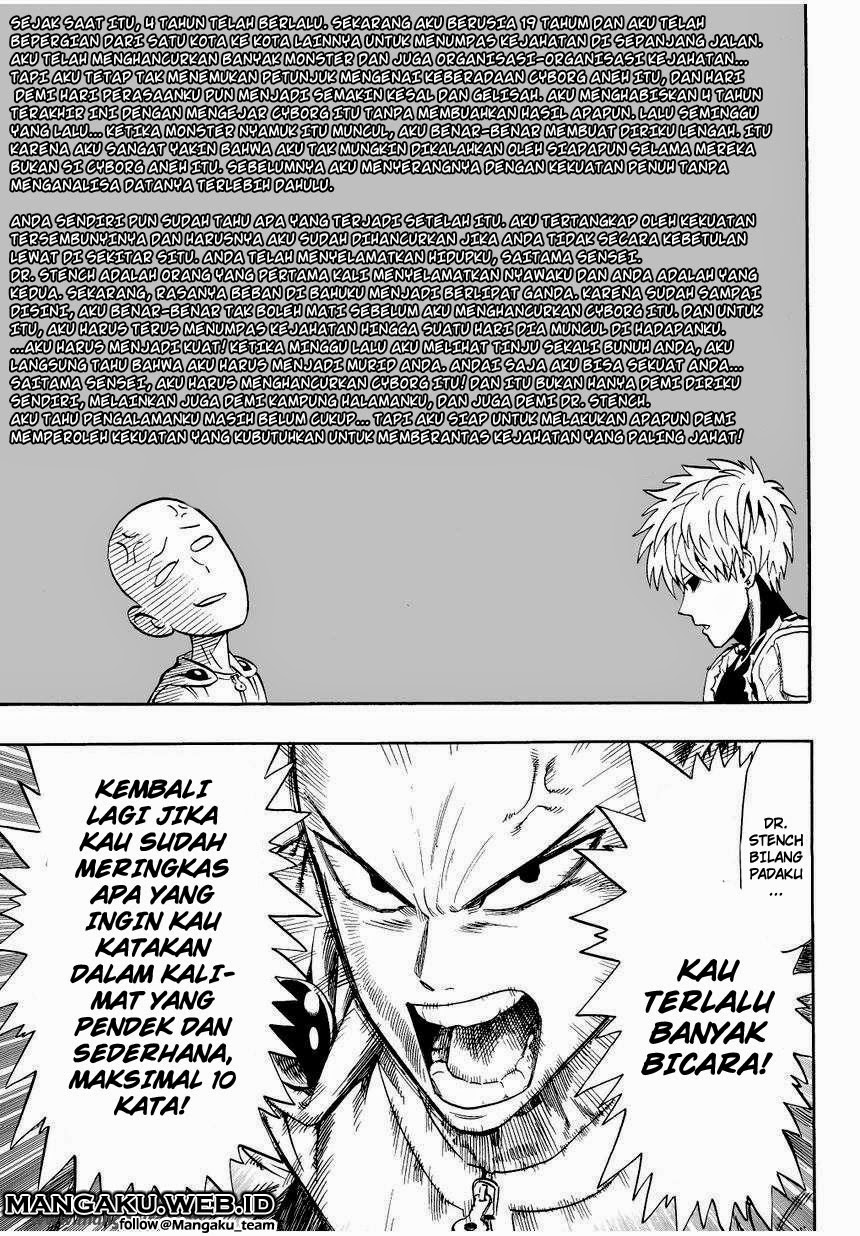 SEJAK SAAT ITU, 4 TAHUN TELAH BERLALU. SEKARANG AKU BERUSIA 19 TAHUM DAN AKU TELAH
BEPERGIAN DARI SATU KOTA KE KOTA LAINNYA UNTUK MENUMPAS KEJAHATAN DI SEPANJANG JALAN.
AKU TELAH MENGHANCURKAN BANYAK MONSTER DAN JUGA ORGANISASI-ORGANISASI KEJAHATAN...
TAPI AKU TETAP TAK MENEMUKAN PETUNJUK MENGENAI KEBERADAAN CYBORG ANEH ITU, DAN HARI
DEMI HARI PERASAANKU PUN MENJADI SEMAKIN KESAL DAN GELISAH. AKU MENGHABISKAN 4 TAHUN
TERAKHIR INI DENGAN MENGEJAR CYBORG ITU TANPA MEMBUAHKAN HASIL APAPUN. LALU SEMINGGU
YANG LALU... KETIKA MONSTER NYAMUK ITU MUNCUL, AKU BENAR-BENAR MEMBUAT DIRIKU LENGAH. ITU
KARENA AKU SANGAT YAKIN BAHWA AKU TAK MUNGKIN DIKALAHKAN OLEH SIAPAPUN SELAMA MEREKA
BUKAN SI CYBORG ANEH ITU. SEBELUMNYA AKU MENYERANGNYA DENGAN KEKUATAN PENUH TANPA
MENGANALISA DATANYA TERLEBIH DAHULU.
ANDA SENDIRI PUN SUDAH TAHU APA YANG TERJADI SETELAH ITU. AKU TERTANGKAP OLEH KEKUATAN
TERSEMBUNYINYA DAN HARUSNYA AKU SUDAH DIHANCURKAN JIKA ANDA TIDAK SECARA KEBETULAN
LEWAT DI SEKITAR SITU. ANDA TELAH MENYELAMATKAN HIDUPKU, SAITAMA SENSEI.
DR. STENCH ADALAH ORANG YANG PERTAMA KALI MENYELAMATKAN NYAWAKU DAN ANDA ADALAH YANG
KEDUA. SEKARANG, RASANYA BEBAN DI BAHUKU MENJADI BERLIPAT GANDA. KARENA SUDAH SAMPAI
DISINI, AKU BENAR-BENAR TAK BOLEH MATI SEBELUM AKU MENGHANCURKAN CYBORG ITU. DAN UNTUK
ITU, AKU HARUS TERUS MENUMPAS KEJAHATAN HINGGA SUATU HARI DIA MUNCUL DI HADAPANKU.
...AKU HARUS MENJADI KUAT! KETIKA MINGGU LALU AKU MELIHAT TINJU SEKALI BUNUH ANDA, AKU
LANGSUNG TAHU BAHWA AKU HARUS MENJADI MURID ANDA. ANDAI SAJA AKU BISA SEKUAT ANDA...
SAITAMA SENSEI, AKU HARUS MENGHANCURKAN CYBORG ITU! DAN ITU BUKAN HANYA DEMI DIRIKU
SENDIRI, MELAINKAN JUGA DEMI KAMPUNG HALAMANKU, DAN JUGA DEMI DR. STENCH.
AKU TAHU PENGALAMANKU MASIH BELUM CUKUP... TAPI AKU SIAP UNTUK MELAKUKAN APAPUN DEMI
MEMPEROLEH KEKUATAN YANG KUBUTUHKAN UNTUK MEMBERANTAS KEJAHATAN YANG PALING JAHAT!
DR.
STENCH
BILANG
PADAKU
...
KAU
TERLALU
BANYAK
BICARA!
KEMBALI
LAGI JIKA
KAU SUDAH
MERINGKAS
APA YANG
INGIN KAU
KATAKAN
DALAM KALI-
MAT YANG
PENDEK DAN
SEDERHANA,
MAKSIMAL 10
KATA!
MANGAKU.WEB.ID
follow @Mangaku_team